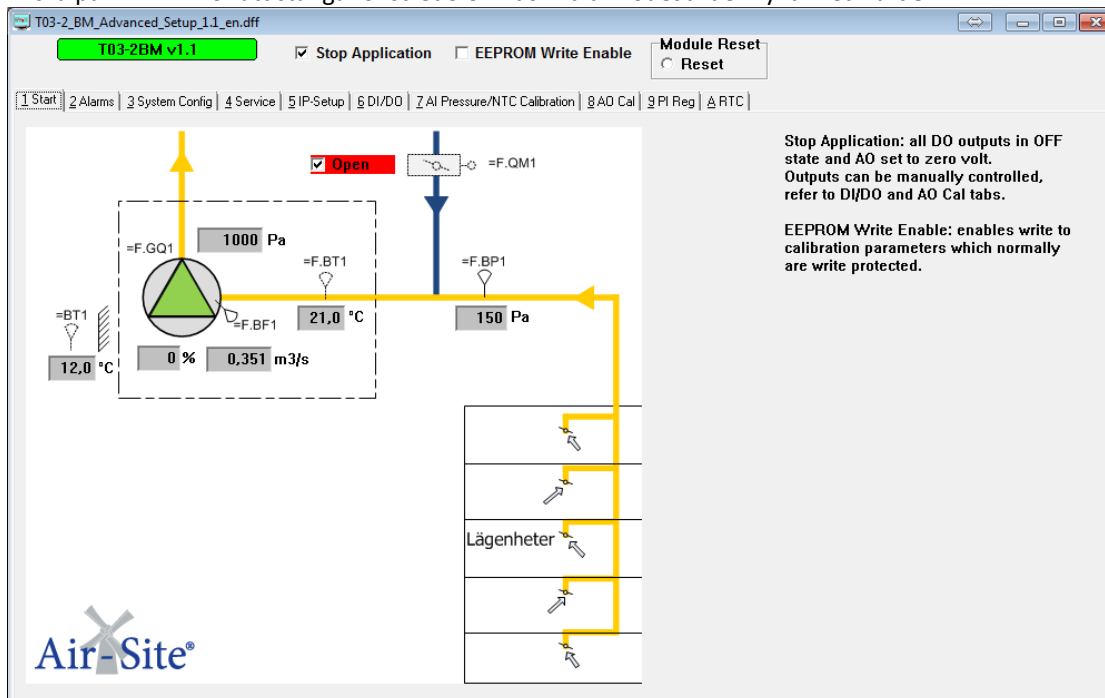 T03-2_BM_Advanced_Setup_1.1_en.dff
T03-2BM v1.1
Stop Application
EEPROM Write Enable
Module Reset
Reset
1 Start
2 Alarms
3 System Config
4 Service
5 IP-Setup
6 DI/DO
7 AI Pressure/NTC Calibration
8 AO Cal
9 PI Reg
A RTC
Open
=F.QM1
Stop Application: all DO outputs in OFF
state and AO set to zero volt.
Outputs can be manually controlled,
refer to DI/DO and AO Cal tabs.
EEPROM Write Enable: enables write to
calibration parameters which normally
are write protected.
=F.GQ1
1000 Pa
=F.BT1
=F.BP1
=BT1
=F.BF1
21,0 °C
150 Pa
12,0 °C
0 %
0,351 m3/s
Lägenheter
Air-Site®